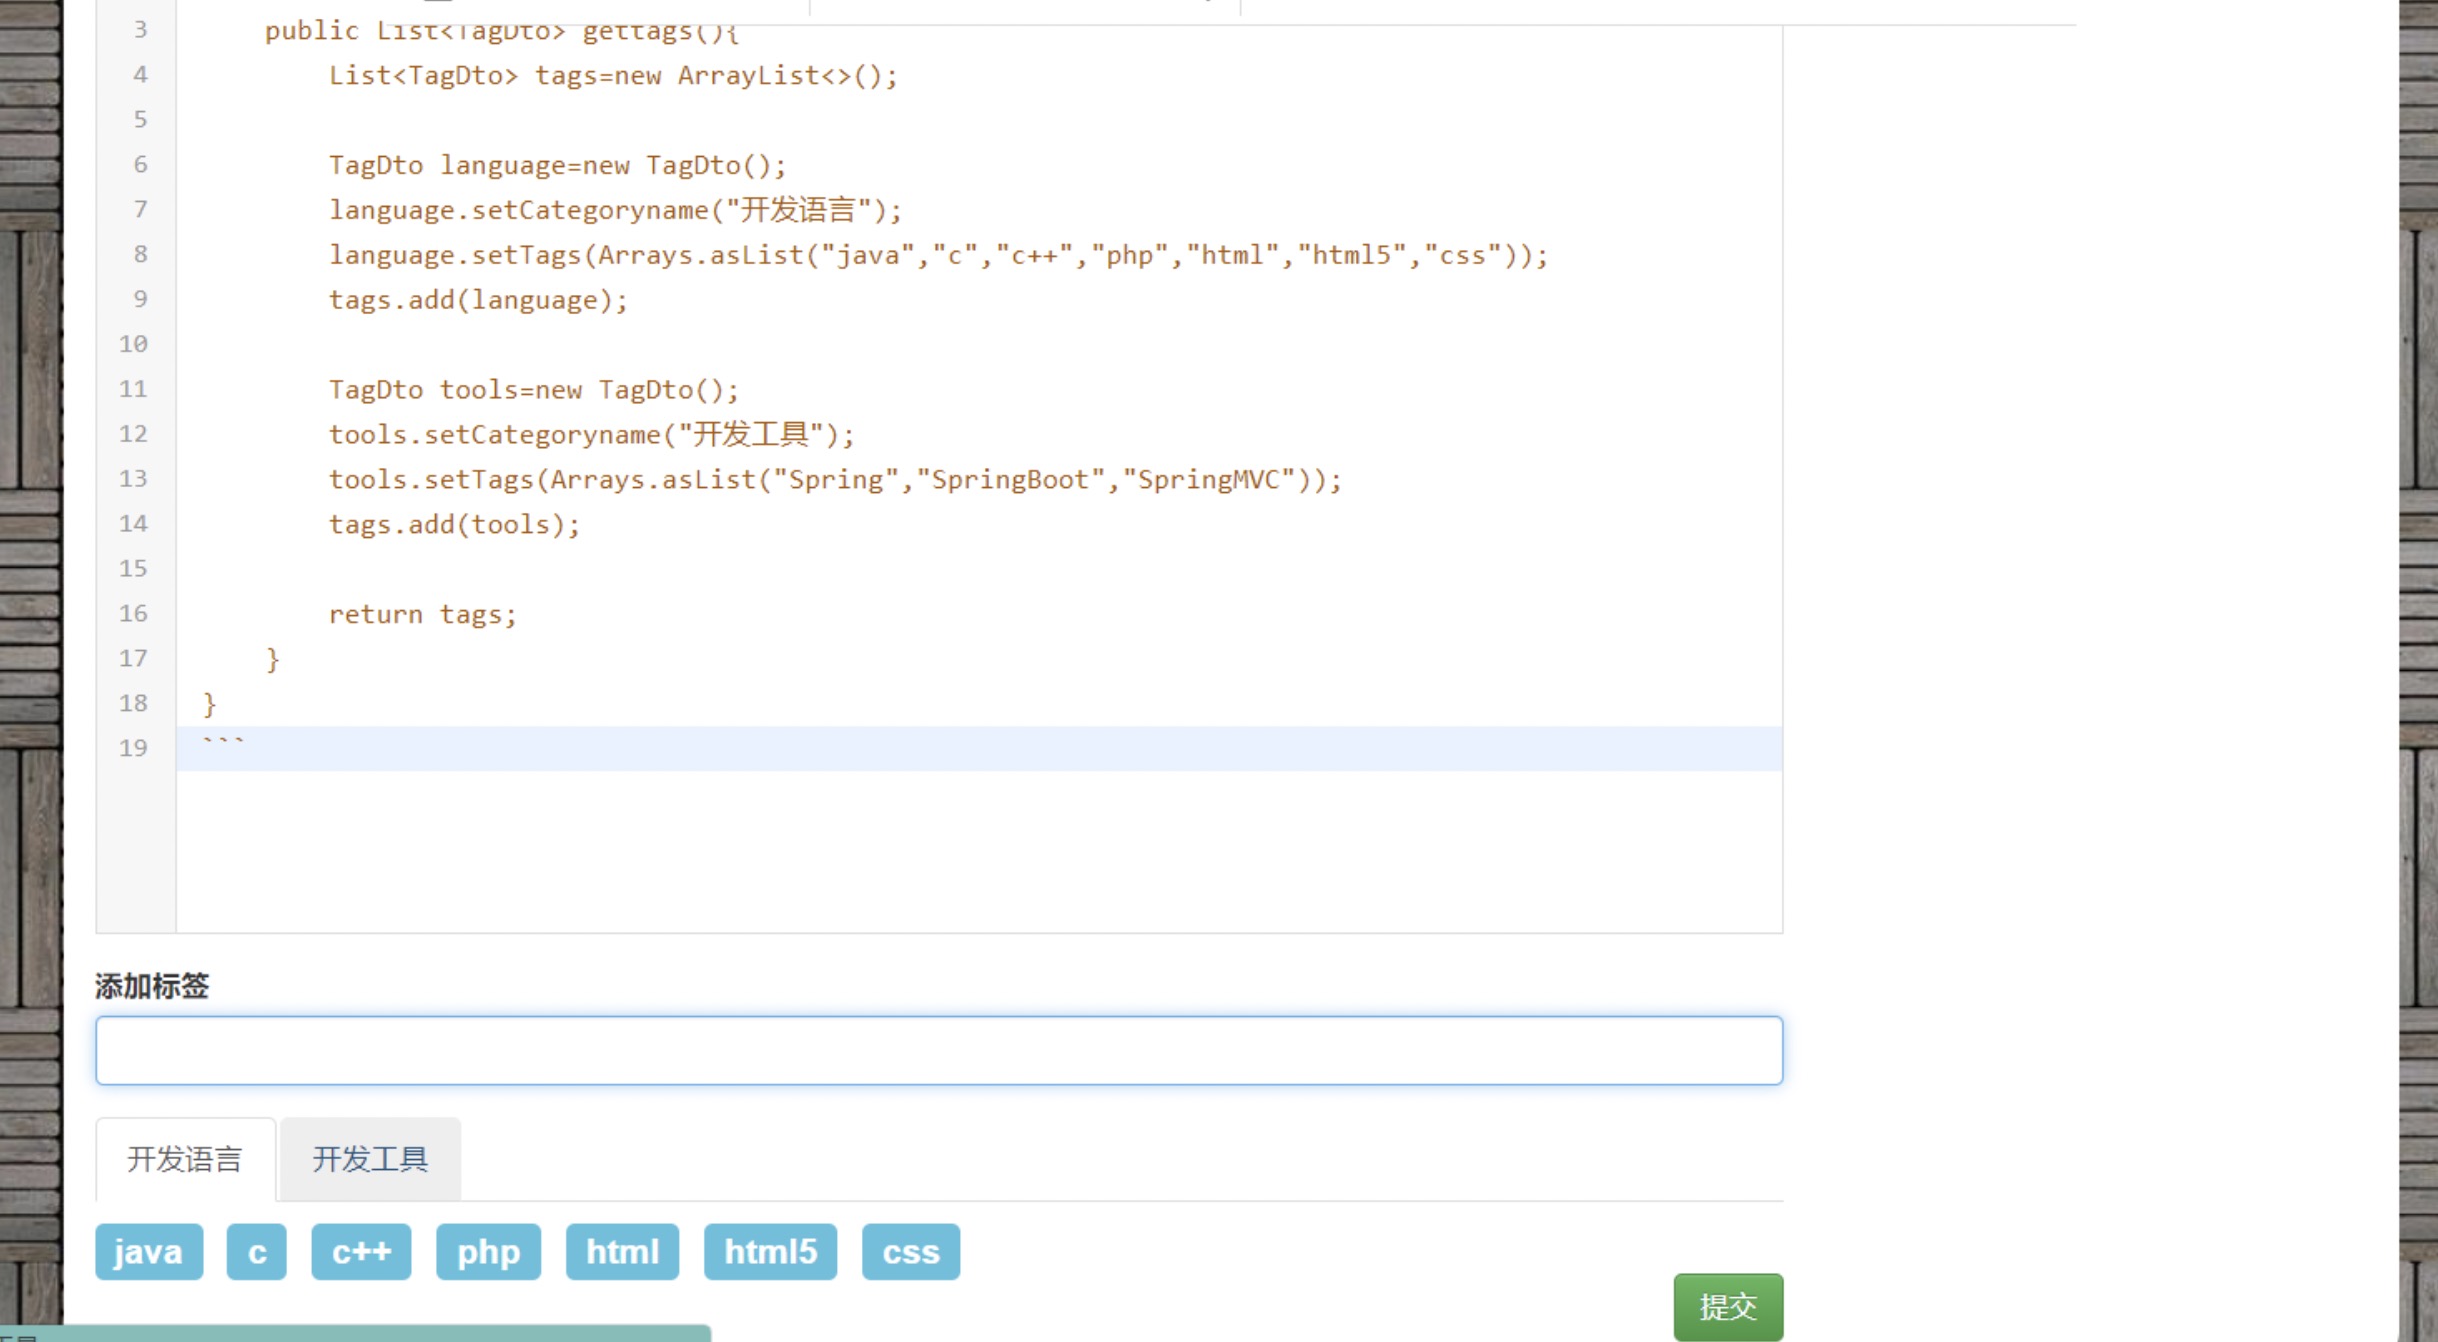 3 public List<TagDto> gettags(){
4 List<TagDto> tags=new ArrayList<>();
5
6 TagDto language=new TagDto();
7 language.setCategoryname("开发语言");
8 language.setTags(Arrays.asList("java","c","c++","php","html","html5","css"));
9 tags.add(language);
10
11 TagDto tools=new TagDto();
12 tools.setCategoryname("开发工具");
13 tools.setTags(Arrays.asList("Spring","SpringBoot","SpringMVC"));
14 tags.add(tools);
15
16 return tags;
17 }
18 }
19 ```
添加标签
开发语言 开发工具
java c c++ php html html5 css
提交